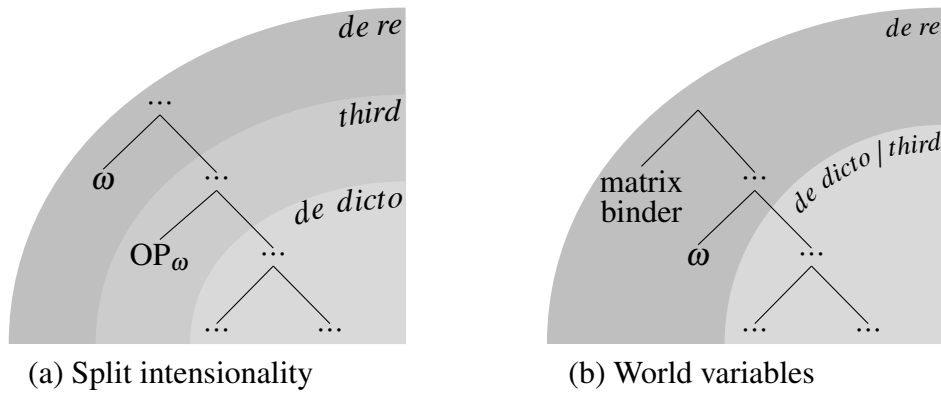 de re
...
third
ω
...
de dicto
OPω
...
... ...
(a) Split intensionality
de re
de dicto | third
matrix
binder
...
ω
...
... ...
(b) World variables